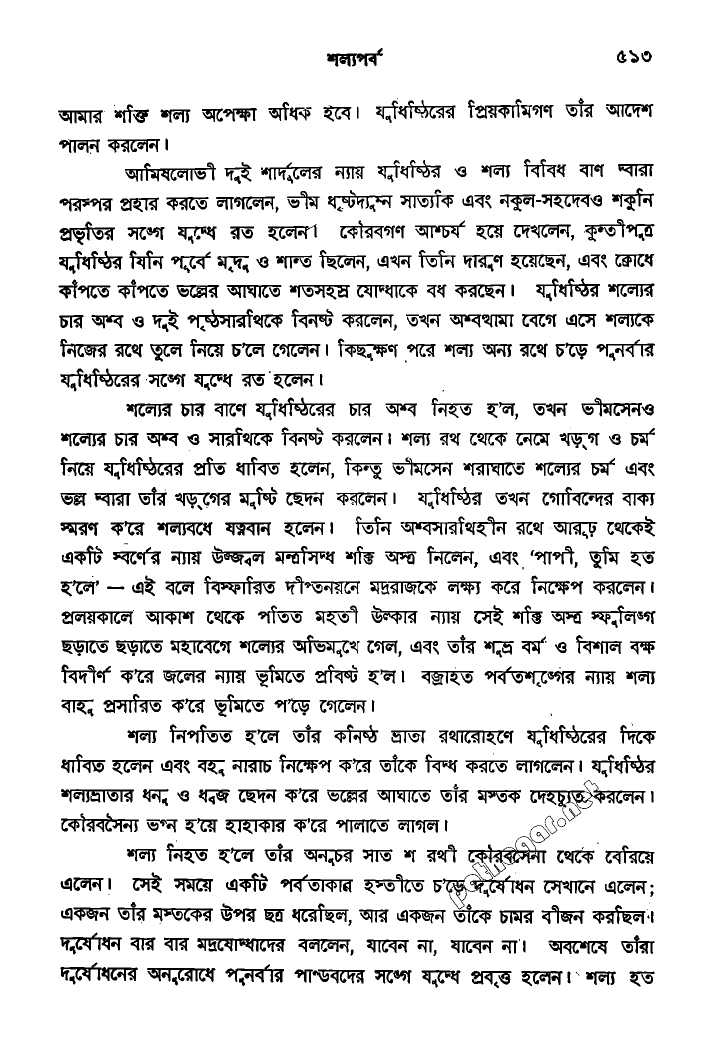 শল্যপর্ব ৫১৩
আমার শক্তি শল্য অপেক্ষা অধিক হবে। যুধিষ্ঠিরের প্রিয়কামিগণ তাঁর আদেশ
পালন করলেন।
আমিষলোভী দুই শার্দূলের ন্যায় যুধিষ্ঠির ও শল্য বিবিধ বাণ দ্বারা
পরস্পর প্রহার করতে লাগলেন, ভীম ধৃষ্টদ্যুম্ন সাত্যকি এবং নকুল-সহদেবও শকুনি
প্রভৃতির সঙ্গে যুদ্ধে রত হলেন। কৌরবগণ আশ্চর্য হয়ে দেখলেন, কুন্তীপুত্র
যুধিষ্ঠির যিনি পূর্বে মৃদু ও শান্ত ছিলেন, এখন তিনি দারুণ হয়েছেন, এবং ক্রোধে
কাঁপতে কাঁপতে ভল্লের আঘাতে শতসহস্র যোদ্ধাকে বধ করছেন। যুধিষ্ঠির শল্যের
চার অশ্ব ও দুই পৃষ্ঠসারথিকে বিনষ্ট করলেন, তখন অশ্বত্থামা বেগে এসে শল্যকে
নিজের রথে তুলে নিয়ে চ'লে গেলেন। কিছুক্ষণ পরে শল্য অন্য রথে চ'ড়ে পুনর্বার
যুধিষ্ঠিরের সঙ্গে যুদ্ধে রত হলেন।
শল্যের চার বাণে যুধিষ্ঠিরের চার অশ্ব নিহত হ'ল, তখন ভীমসেনও
শল্যের চার অশ্ব ও সারথিকে বিনষ্ট করলেন। শল্য রথ থেকে নেমে খড়্‌গ ও চর্ম
নিয়ে যুধিষ্ঠিরের প্রতি ধাবিত হলেন, কিন্তু ভীমসেন শরাঘাতে শল্যের চর্ম এবং
ভল্ল দ্বারা তাঁর খড়্‌গের মুষ্টি ছেদন করলেন। যুধিষ্ঠির তখন গোবিন্দের বাক্য
স্মরণ ক'রে শল্যবধে যত্নবান হলেন। তিনি অশ্বসারথিহীন রথে আরূঢ় থেকেই
একটি স্বর্ণের ন্যায় উজ্জ্বল মন্ত্রসিদ্ধ শক্তি অস্ত্র নিলেন, এবং 'পাপী, তুমি হত
হ'লে' — এই বলে বিস্ফারিত দীপ্তনয়নে মদ্ররাজকে লক্ষ্য করে নিক্ষেপ করলেন।
প্রলয়কালে আকাশ থেকে পতিত মহতী উল্কার ন্যায় সেই শক্তি অস্ত্র স্ফুলিঙ্গ
ছড়াতে ছড়াতে মহাবেগে শল্যের অভিমুখে গেল, এবং তাঁর শুভ্র বর্ম ও বিশাল বক্ষ
বিদীর্ণ ক'রে জলের ন্যায় ভূমিতে প্রবিষ্ট হ'ল। বজ্রাহত পর্বতশৃঙ্গের ন্যায় শল্য
বাহু প্রসারিত ক'রে ভূমিতে প'ড়ে গেলেন।
শল্য নিপতিত হ'লে তাঁর কনিষ্ঠ ভ্রাতা রথারোহণে যুধিষ্ঠিরের দিকে
ধাবিত হলেন এবং বহু নারাচ নিক্ষেপ ক'রে তাঁকে বিদ্ধ করতে লাগলেন। যুধিষ্ঠির
শল্যভ্রাতার ধনু ও ধ্বজ ছেদন ক'রে ভল্লের আঘাতে তাঁর মস্তক দেহচ্যুত করলেন।
কৌরবসৈন্য ভগ্ন হ'য়ে হাহাকার ক'রে পালাতে লাগল।
শল্য নিহত হ'লে তাঁর অনুচর সাত শ রথী কৌরবসেনা থেকে বেরিয়ে
এলেন। সেই সময়ে একটি পর্বতাকার হস্তীতে চ'ড়ে দুর্যোধন সেখানে এলেন;
একজন তাঁর মস্তকের উপর ছত্র ধরেছিল, আর একজন তাঁকে চামর বীজন করছিল।
দুর্যোধন বার বার মদ্রযোদ্ধাদের বললেন, যাবেন না, যাবেন না। অবশেষে তাঁরা
দুর্যোধনের অনুরোধে পুনর্বার পাণ্ডবদের সঙ্গে যুদ্ধে প্রবৃত্ত হলেন। শল্য হত
pathagar.net